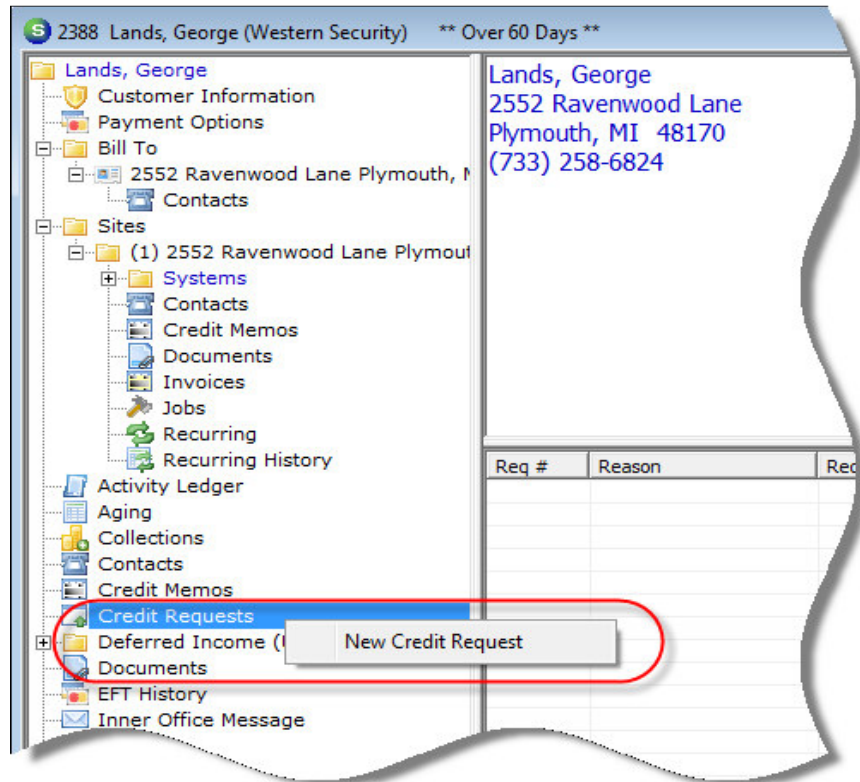 S 2388 Lands, George (Western Security) ** Over 60 Days **
Lands, George
Customer Information
Payment Options
Bill To
2552 Ravenwood Lane Plymouth,
Contacts
Sites
(1) 2552 Ravenwood Lane Plymout
Systems
Contacts
Credit Memos
Documents
Invoices
Jobs
Recurring
Recurring History
Activity Ledger
Aging
Collections
Contacts
Credit Memos
Credit Requests
Deferred Income (
Documents
EFT History
Inner Office Message
New Credit Request
Lands, George
2552 Ravenwood Lane
Plymouth, MI 48170
(733) 258-6824
Req # Reason Req